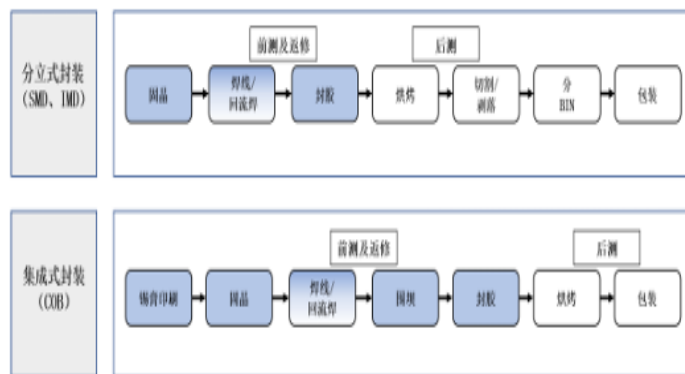 分立式封装
(SMD、IMD)
前测及返修
后测
固晶
焊线/
回流焊
封胶
烘烤
切割/
剥落
分
BIN
包装
集成式封装
(COB)
前测及返修
后测
锡膏印刷
固晶
焊线/
回流焊
围坝
封胶
烘烤
包装